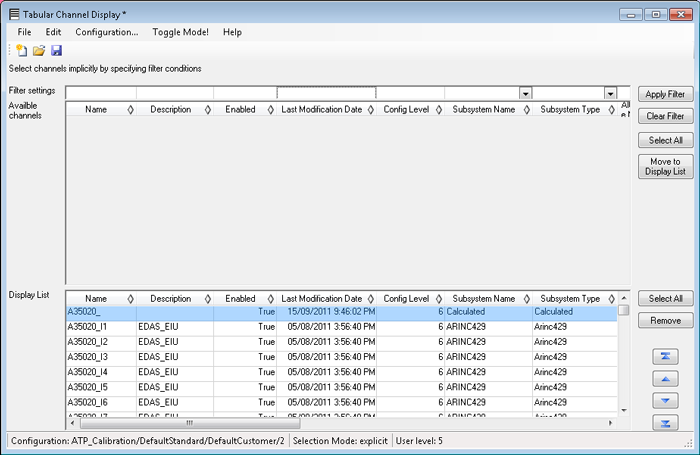 Tabular Channel Display *
File Edit Configuration... Toggle Mode! Help
Select channels implicitly by specifying filter conditions
Filter settings
Apply Filter
Availble channels
Name Description Enabled Last Modification Date Config Level Subsystem Name Subsystem Type
Clear Filter
Select All
Move to
Display List
Display List
Name Description Enabled Last Modification Date Config Level Subsystem Name Subsystem Type
Select All
A35020_ True 15/09/2011 9:46:02 PM 6 Calculated Calculated
Remove
A35020_I1 EDAS_EIU True 05/08/2011 3:56:40 PM 6 ARINC429 Arinc429
A35020_I2 EDAS_EIU True 05/08/2011 3:56:40 PM 6 ARINC429 Arinc429
A35020_I3 EDAS_EIU True 05/08/2011 3:56:40 PM 6 ARINC429 Arinc429
A35020_I4 EDAS_EIU True 05/08/2011 3:56:40 PM 6 ARINC429 Arinc429
A35020_I5 EDAS_EIU True 05/08/2011 3:56:40 PM 6 ARINC429 Arinc429
A35020_I6 EDAS_EIU True 05/08/2011 3:56:40 PM 6 ARINC429 Arinc429
A35020_I7 EDAS_EIU True 05/08/2011 3:56:40 PM 6 ARINC429 Arinc429
Configuration: ATP_Calibration/DefaultStandard/DefaultCustomer/2 Selection Mode: explicit User level: 5